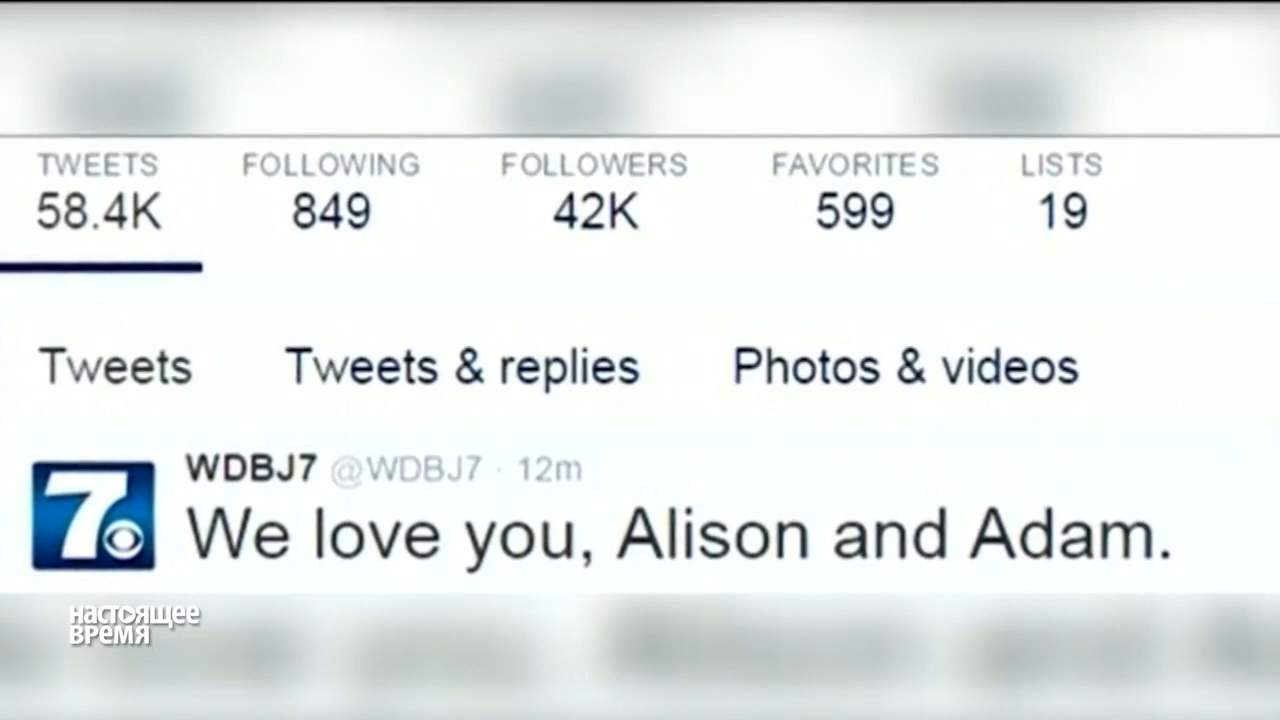 TWEETS FOLLOWING FOLLOWERS FAVORITES LISTS
58.4K 849 42K 599 19
Tweets Tweets & replies Photos & videos
WDBJ7 @WDBJ7 · 12m
7 We love you, Alison and Adam.
настоящее
время